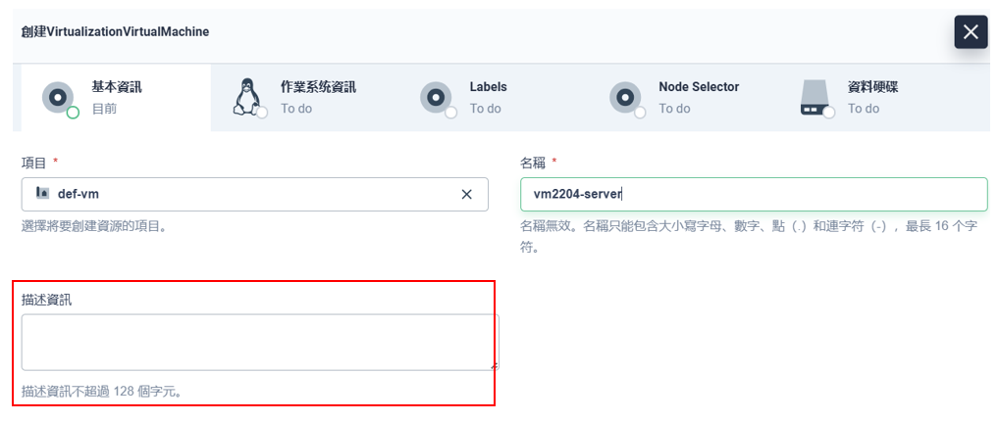 創建VirtualizationVirtualMachine
基本資訊
目前
作業系統資訊
To do
Labels
To do
Node Selector
To do
資料硬碟
To do
項目 *
def-vm
選擇將要創建資源的項目。
名稱 *
vm2204-server
名稱無效。名稱只能包含大小寫字母、數字、點（.）和連字符（-），最長 16 个字
符。
描述資訊
描述資訊不超過 128 個字元。